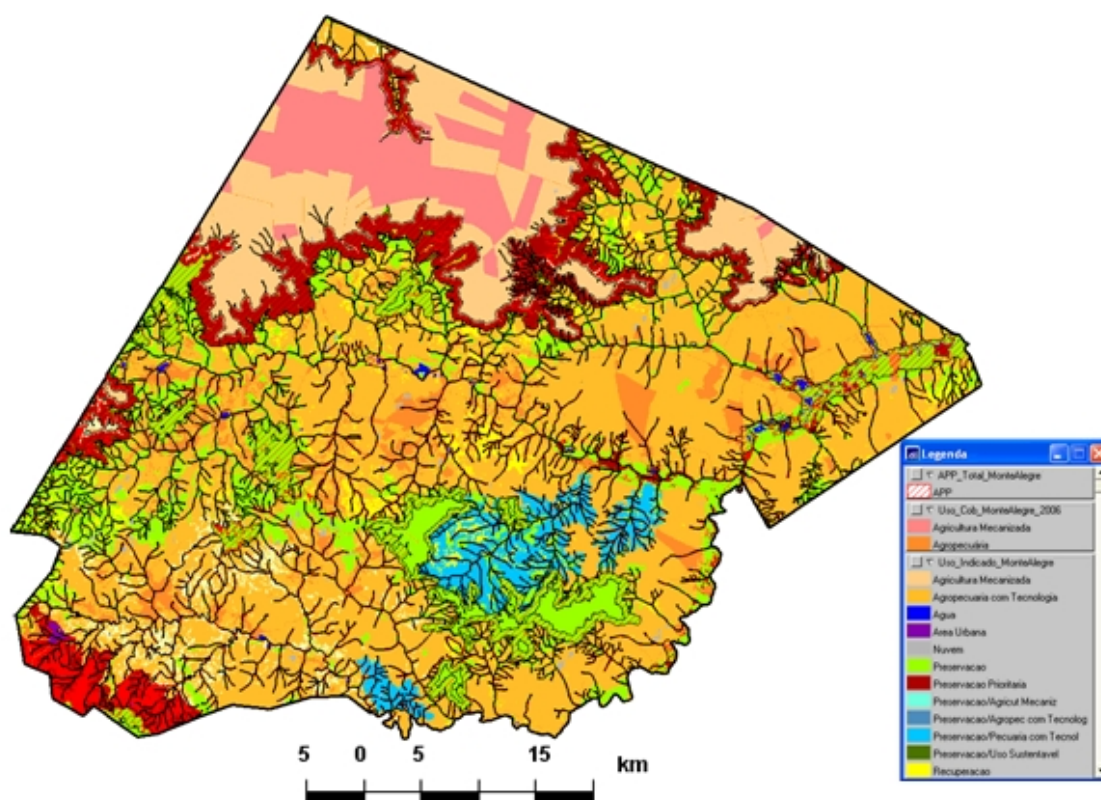 Legenda
APP_Total_MonteAlegre
APP
Uso_Cob_MonteAlegre_2006
Agricultura Mecanizada
Agropecuária
Uso_Indicado_MonteAlegre
Agricultura Mecanizada
Agropecuaria com Tecnologia
Agua
Area Urbana
Nuvem
Preservacao
Preservacao Prioritaria
Preservacao/Agricut Mecaniz
Preservacao/Agropec com Tecnolog
Preservacao/Pecuaria com Tecnol
Preservacao/Uso Sustentavel
Recuperacao
5 0 5 15 km